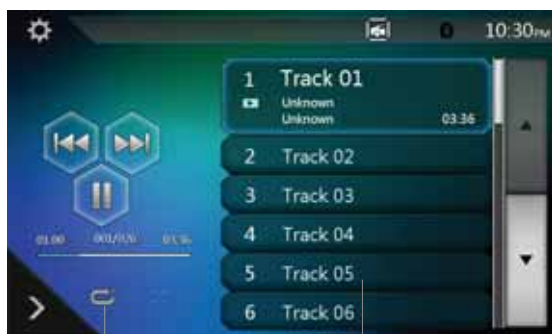 10:30PM
1 Track 01
Unknown
Unknown 03:36
2 Track 02
3 Track 03
4 Track 04
5 Track 05
6 Track 06